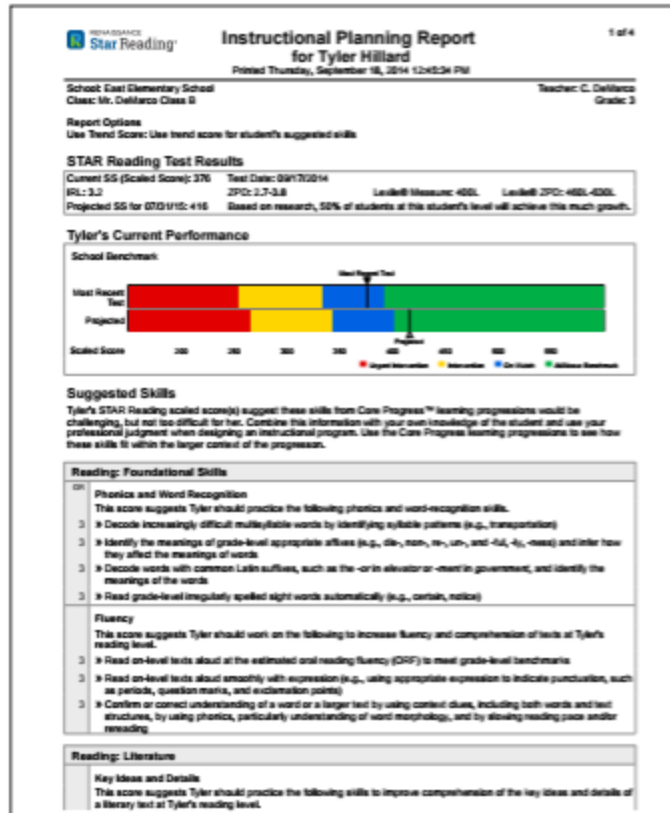 RENAISSANCE
Star Reading
Instructional Planning Report
1 of 4
for Tyler Hillard
Printed Thursday, September 18, 2014 12:45:34 PM
School: East Elementary School
Teacher: C. DeMarco
Class: Mr. DeMarco Class B
Grade: 3
Report Options
Use Trend Score: Use trend score for student's suggested skills
STAR Reading Test Results
Current SS (Scaled Score): 376 Test Date: 09/17/2014
IRL: 3.2 ZPD: 2.7-3.8 Lexile® Measure: Lexile® ZPD:
Projected SS for 07/31/15: 416 Based on research, 50% of students at this student's level will achieve this much growth.
Tyler's Current Performance
School Benchmark
Most Recent Test
Most Recent
Test
Projected
Projected
Scaled Score 200 250 300 350 400 450 500 550
Urgent Intervention Intervention On Watch At/Above Benchmark
Suggested Skills
Tyler's STAR Reading scaled score(s) suggest these skills from Core Progress™ learning progressions would be
challenging, but not too difficult for her. Combine this information with your own knowledge of the student and use your
professional judgment when designing an instructional program. Use the Core Progress learning progressions to see how
these skills fit within the larger context of the progression.
Reading: Foundational Skills
GR
Phonics and Word Recognition
This score suggests Tyler should practice the following phonics and word-recognition skills.
3 » Decode increasingly difficult multisyllable words by identifying syllable patterns (e.g., transportation)
3 » Identify the meanings of grade-level appropriate affixes (e.g., dis-, non-, re-, un-, and -ful, -ly, -ness) and infer how
they affect the meanings of words
3 » Decode words with common Latin suffixes, such as the -or in elevator or -ment in government, and identify the
meanings of the words
3 » Read grade-level irregularly spelled sight words automatically (e.g., certain, notice)
Fluency
This score suggests Tyler should work on the following to increase fluency and comprehension of texts at Tyler's
reading level.
3 » Read on-level texts aloud at the estimated oral reading fluency (ORF) to meet grade-level benchmarks
3 » Read on-level texts aloud smoothly with expression (e.g., using appropriate expression to indicate punctuation, such
as periods, question marks, and exclamation points)
3 » Confirm or correct understanding of a word or a larger text by using context clues, including both words and text
structures, by using phonics, particularly understanding of word morphology, and by slowing reading pace and/or
rereading
Reading: Literature
Key Ideas and Details
This score suggests Tyler should practice the following skills to improve comprehension of the key ideas and details of
a literary text at Tyler's reading level.